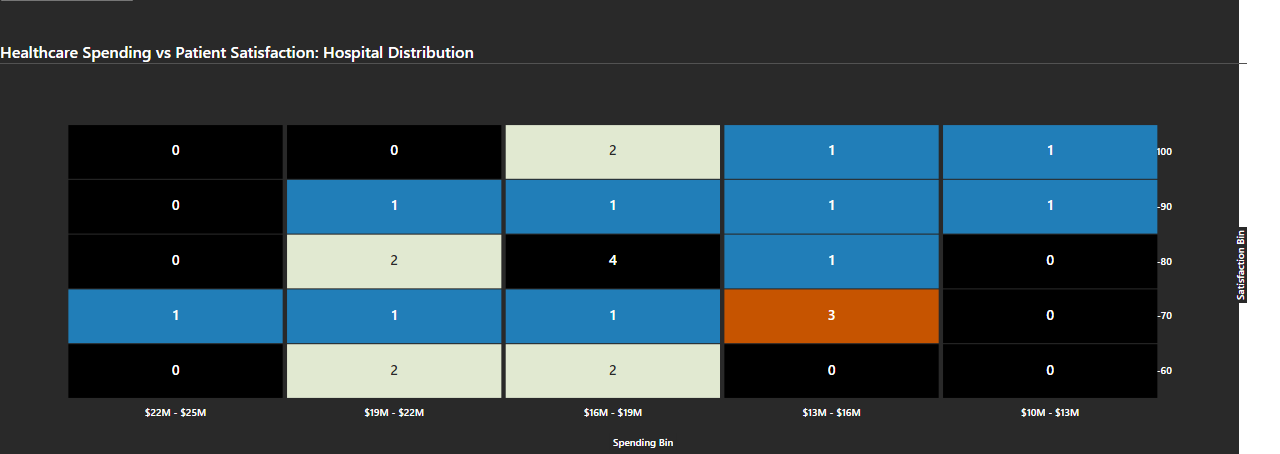 Healthcare Spending vs Patient Satisfaction: Hospital Distribution
0 0 2 1 1 100
0 1 1 1 1 -90
0 2 4 1 0 -80
1 1 1 3 0 -70
0 2 2 0 0 -60
Satisfaction Bin
$22M - $25M $19M - $22M $16M - $19M $13M - $16M $10M - $13M
Spending Bin